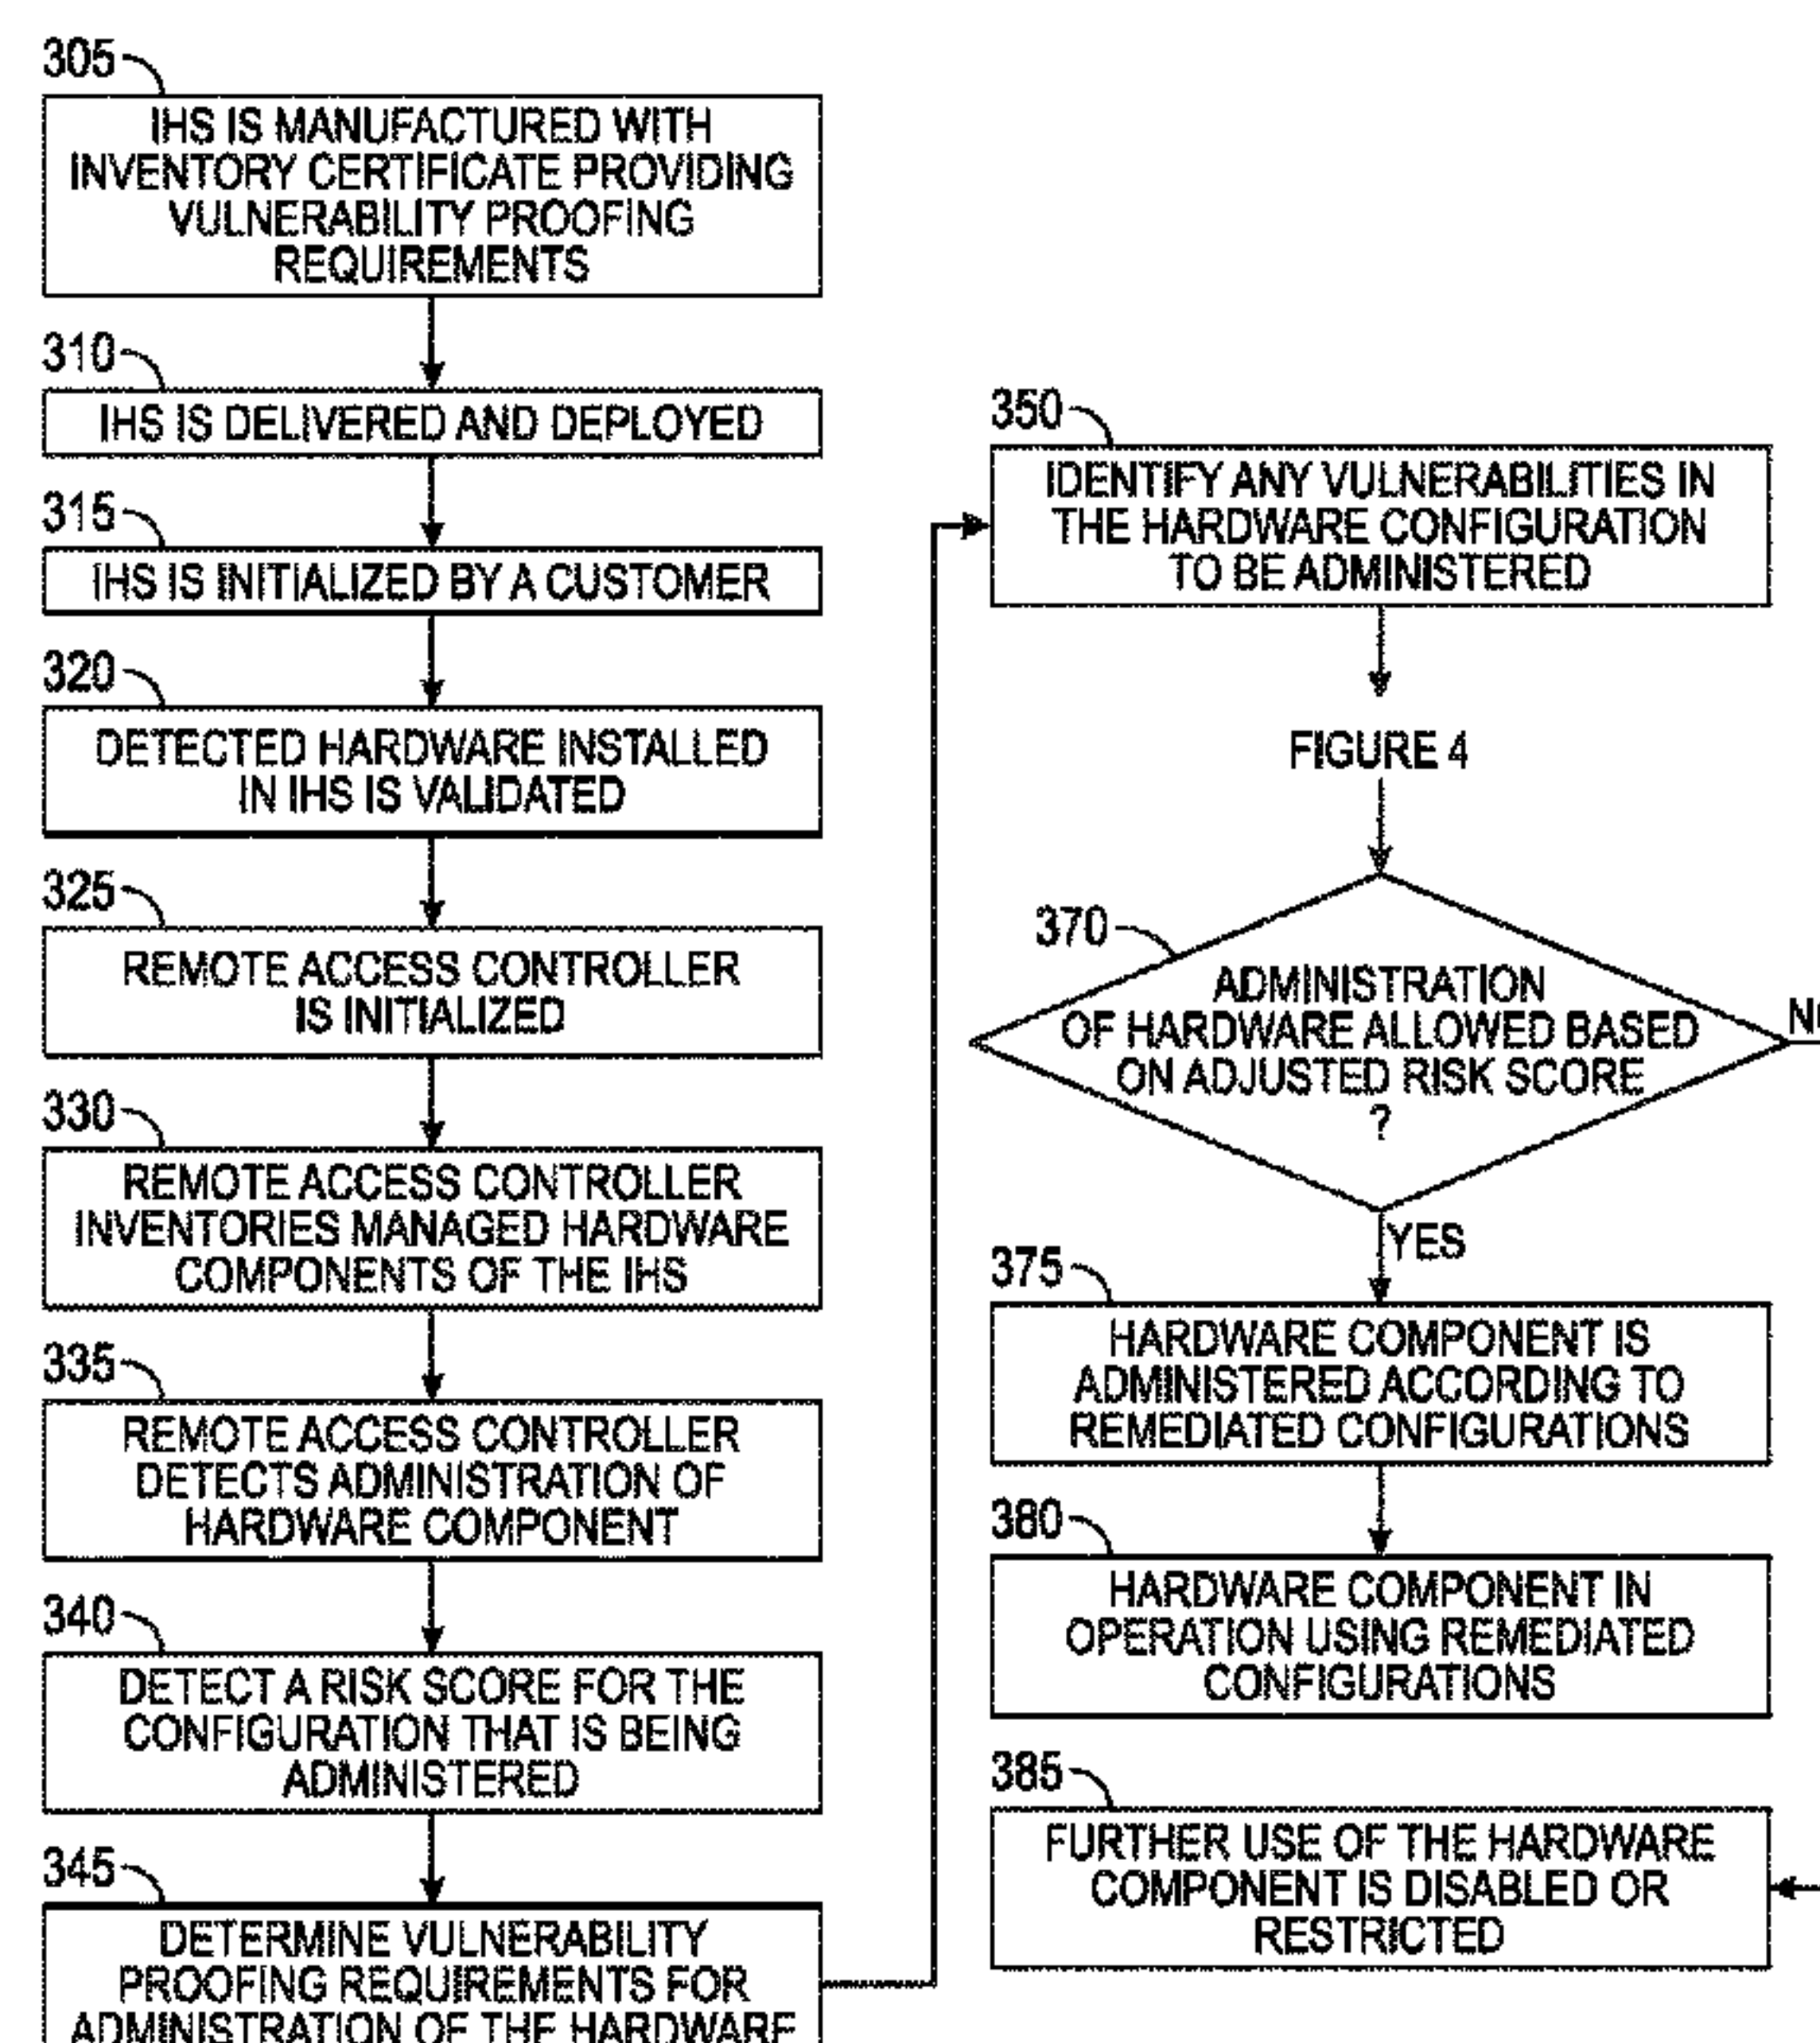 305
IHS IS MANUFACTURED WITH
INVENTORY CERTIFICATE PROVIDING
VULNERABILITY PROOFING
REQUIREMENTS
310
IHS IS DELIVERED AND DEPLOYED
315
IHS IS INITIALIZED BY A CUSTOMER
320
DETECTED HARDWARE INSTALLED
IN IHS IS VALIDATED
325
REMOTE ACCESS CONTROLLER
IS INITIALIZED
330
REMOTE ACCESS CONTROLLER
INVENTORIES MANAGED HARDWARE
COMPONENTS OF THE IHS
335
REMOTE ACCESS CONTROLLER
DETECTS ADMINISTRATION OF
HARDWARE COMPONENT
340
DETECT A RISK SCORE FOR THE
CONFIGURATION THAT IS BEING
ADMINISTERED
345
DETERMINE VULNERABILITY
PROOFING REQUIREMENTS FOR
ADMINISTRATION OF THE HARDWARE
350
IDENTIFY ANY VULNERABILITIES IN
THE HARDWARE CONFIGURATION
TO BE ADMINISTERED
FIGURE 4
370
ADMINISTRATION
OF HARDWARE ALLOWED BASED
ON ADJUSTED RISK SCORE
?
YES
375
HARDWARE COMPONENT IS
ADMINISTERED ACCORDING TO
REMEDIATED CONFIGURATIONS
380
HARDWARE COMPONENT IN
OPERATION USING REMEDIATED
CONFIGURATIONS
385
FURTHER USE OF THE HARDWARE
COMPONENT IS DISABLED OR
RESTRICTED